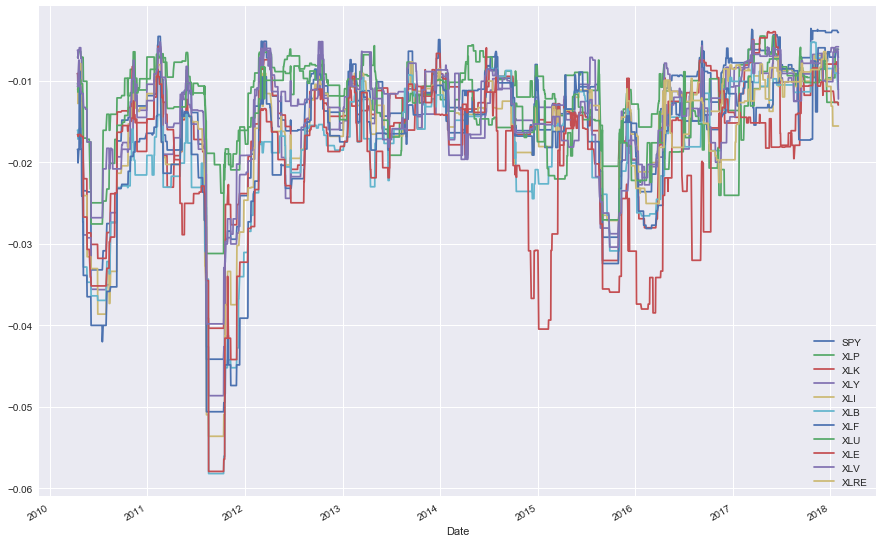 −0.01
−0.02
−0.03
−0.04
−0.05
−0.06
SPY
XLP
XLK
XLY
XLI
XLB
XLF
XLU
XLE
XLV
XLRE
2010
2011
2012
2013
2014
2015
2016
2017
2018
Date